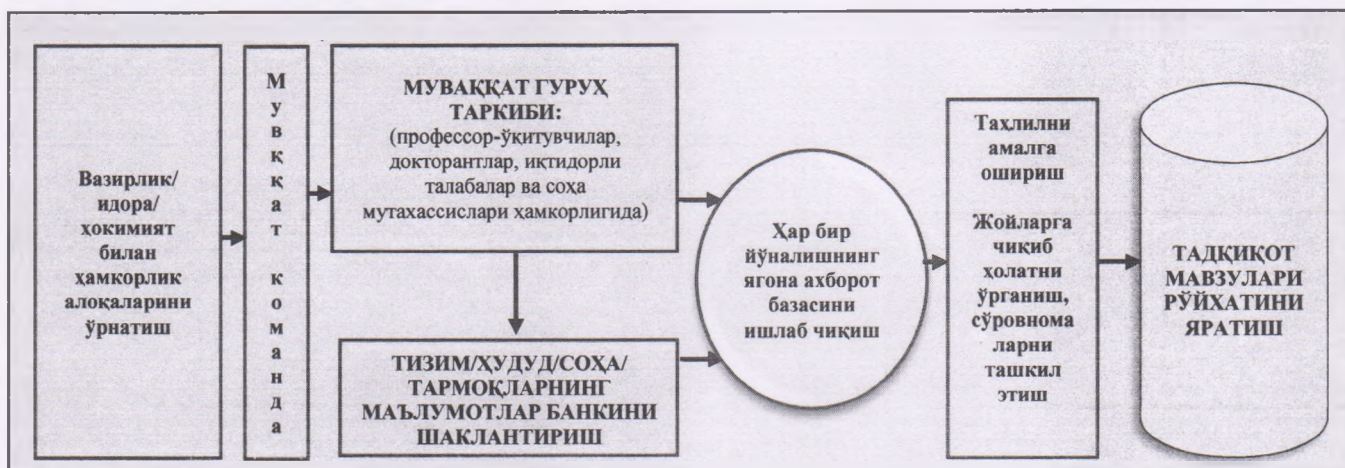 Вазирлик/
идора/
ҳокимият
билан
ҳамкорлик
алоқаларини
ўрнатиш
М
у
в
қ
қ
а
т
к
о
м
а
н
д
а
МУВАҚҚАТ ГУРУҲ
ТАРКИБИ:
(профессор-ўқитувчилар,
докторантлар, иқтидорли
талабалар ва соҳа
мутахассислари ҳамкорлигида)
ТИЗИМ/ҲУДУД/СОҲА/
ТАРМОҚЛАРНИНГ
МАЪЛУМОТЛАР БАНКИНИ
ШАКЛАНТИРИШ
Ҳар бир
йўналишнинг
ягона ахборот
базасини
ишлаб чиқиш
Таҳлилни
амалга
ошириш
Жойларга
чиқиб
ҳолатни
ўрганиш,
сўровнома
ларни
ташкил
этиш
ТАДҚИҚОТ
МАВЗУЛАРИ
РЎЙХАТИНИ
ЯРАТИШ